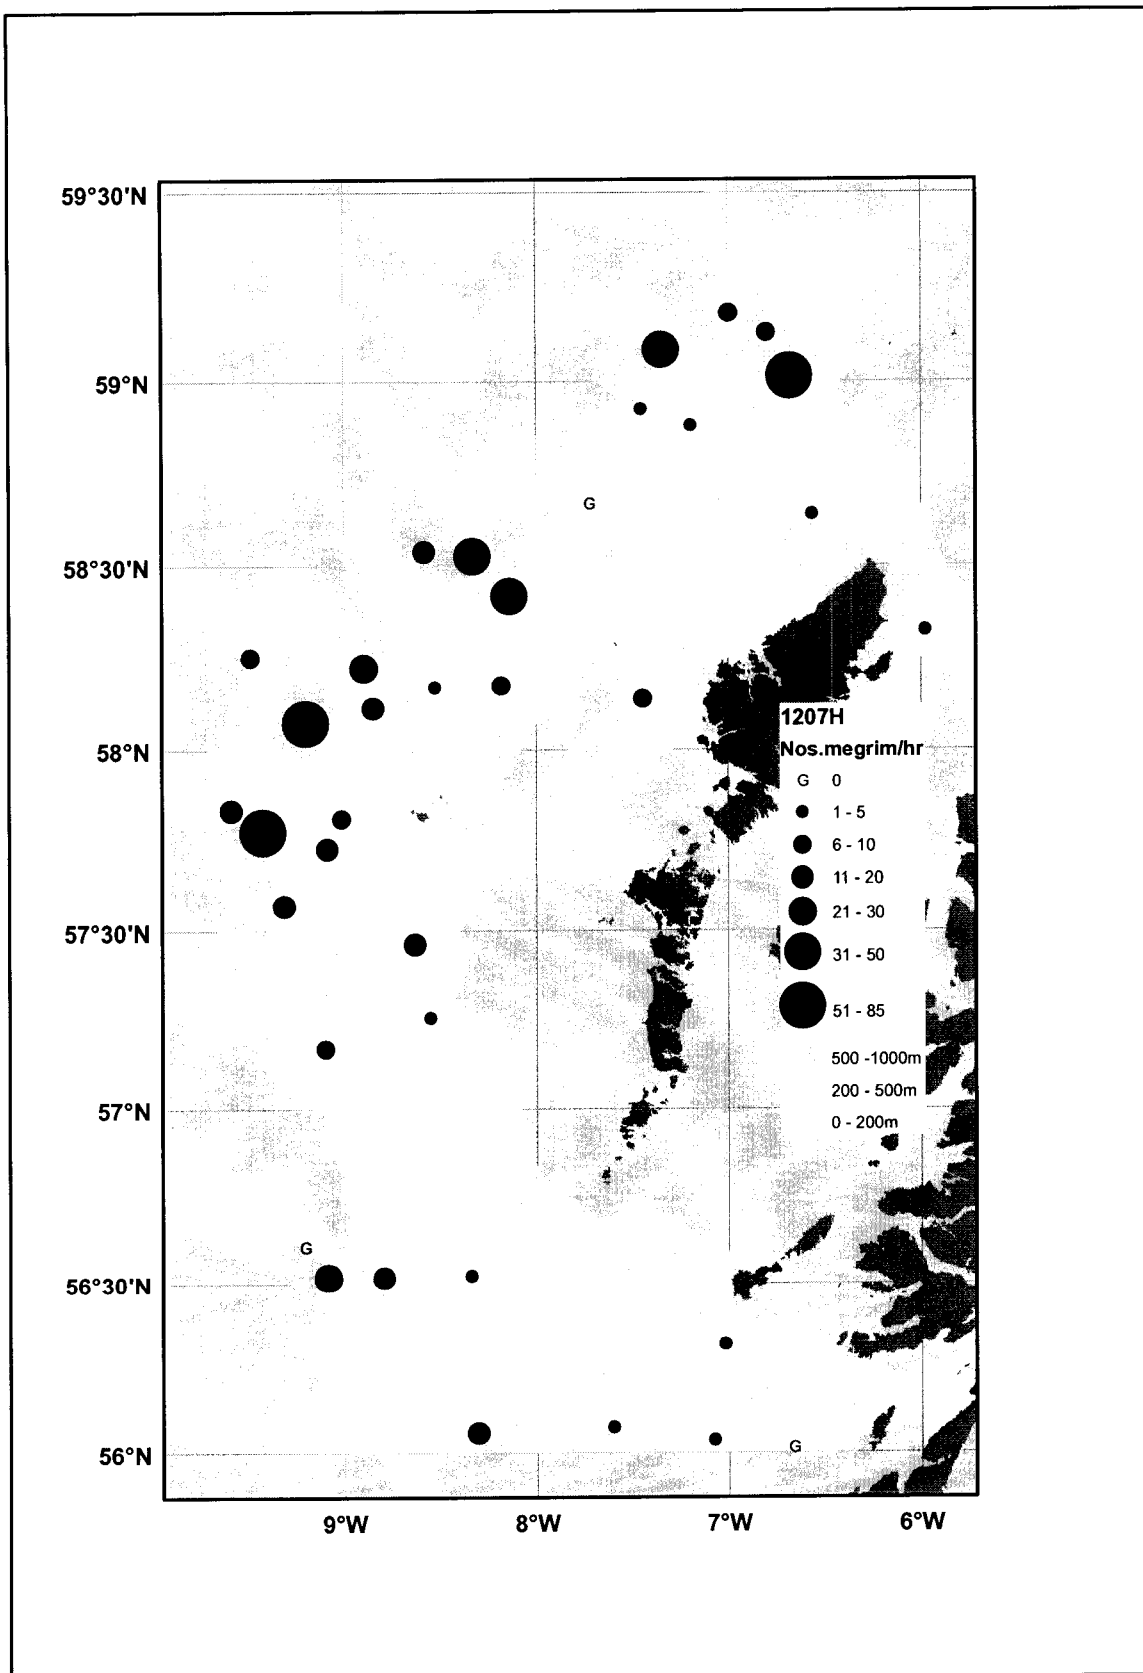 59°30'N
59°N
G
58°30'N
1207H
58°N
Nos.megrim/hr
G 0
1 - 5
6 - 10
11 - 20
57°30'N
21 - 30
31 - 50
51 - 85
500 -1000m
200 - 500m
57°N
0 - 200m
G
56°30'N
56°N
G
9°W 8°W 7°W 6°W